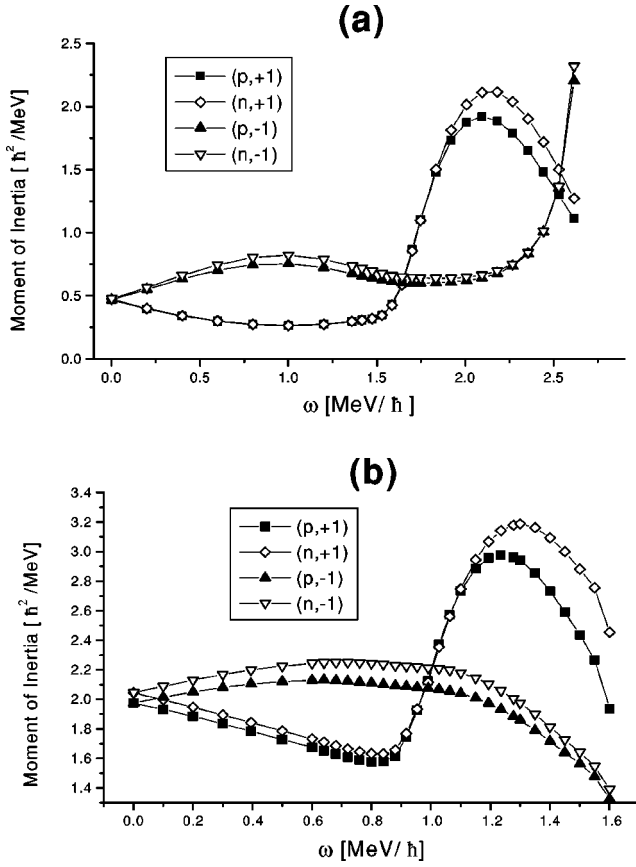 (a)
Moment of Inertia [ ħ² /MeV]
2.5
2.0
1.5
1.0
0.5
0.0
(p,+1)
(n,+1)
(p,-1)
(n,-1)
0.0 0.5 1.0 1.5 2.0 2.5
ω [MeV/ ħ]
(b)
Moment of Inertia [ ħ² /MeV]
3.4
3.2
3.0
2.8
2.6
2.4
2.2
2.0
1.8
1.6
1.4
(p,+1)
(n,+1)
(p,-1)
(n,-1)
0.0 0.2 0.4 0.6 0.8 1.0 1.2 1.4 1.6
ω [MeV/ ħ]